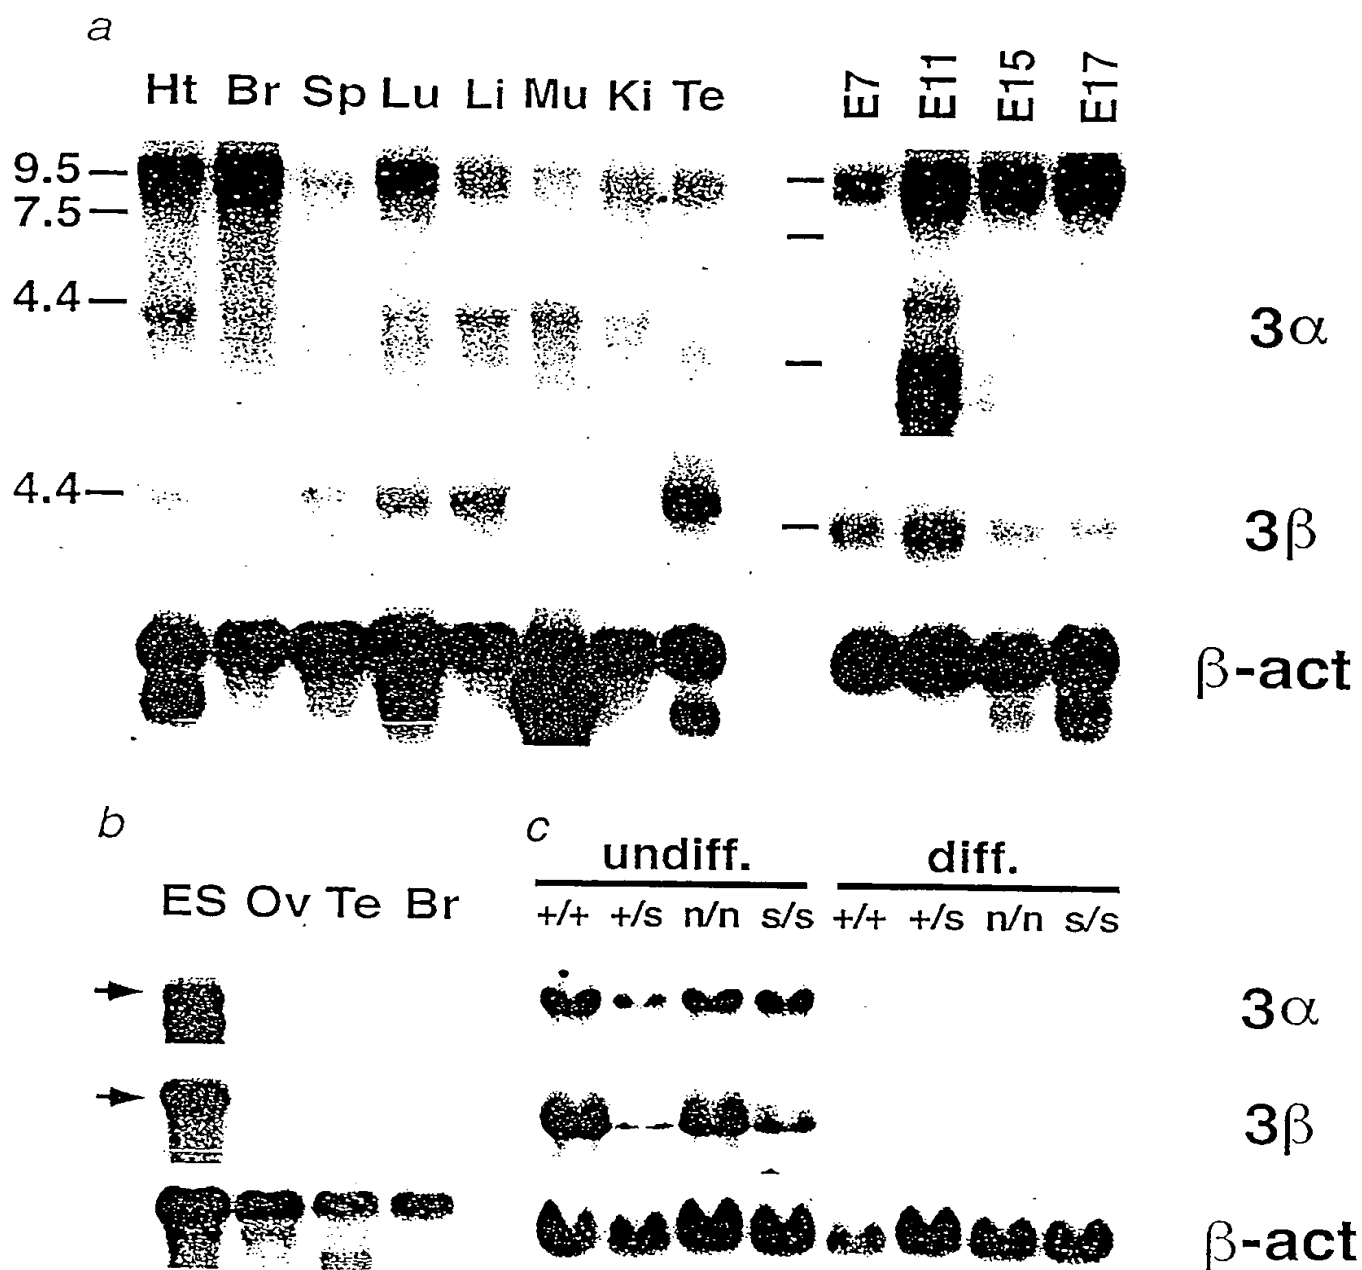 a
Ht Br Sp Lu Li Mu Ki Te
E7 E11 E15 E17
9.5
7.5
4.4
3α
4.4
3β
β-act
b
ES Ov Te Br
c
undiff. diff.
+/+ +/s n/n s/s +/+ +/s n/n s/s
3α
3β
β-act